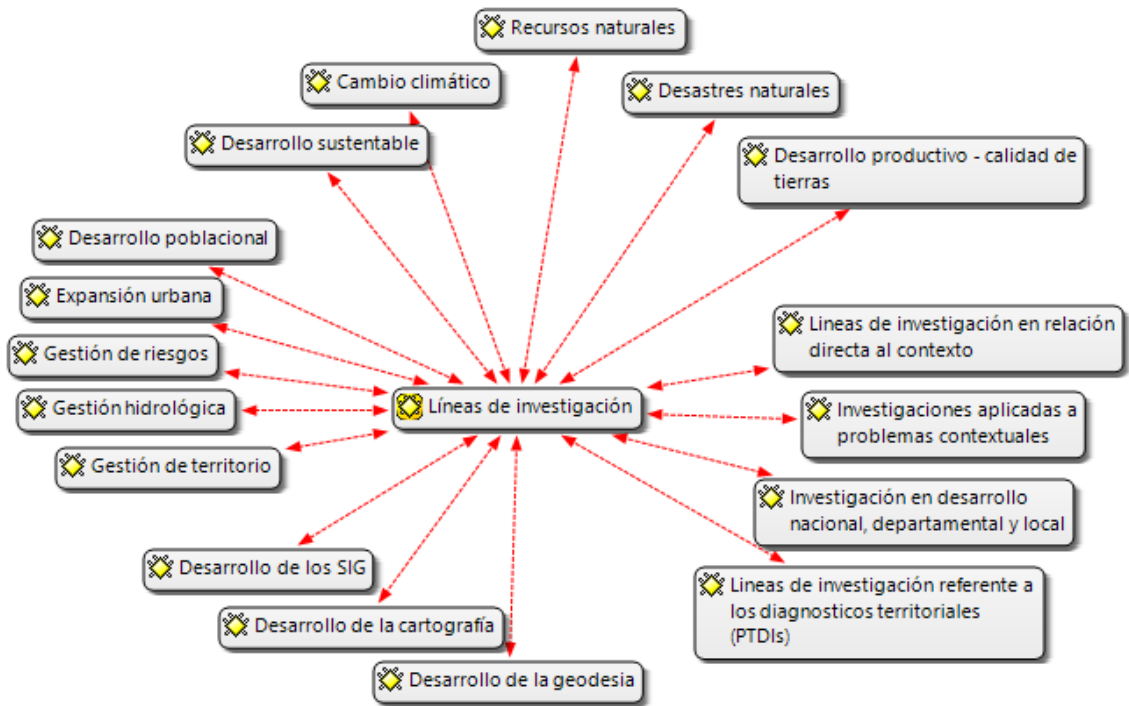 Recursos naturales
Cambio climático
Desastres naturales
Desarrollo sustentable
Desarrollo productivo - calidad de
tierras
Desarrollo poblacional
Expansión urbana
Lineas de investigación en relación
directa al contexto
Gestión de riesgos
Gestión hidrológica
Líneas de investigación
Investigaciones aplicadas a
problemas contextuales
Gestión de territorio
Investigación en desarrollo
nacional, departamental y local
Desarrollo de los SIG
Lineas de investigación referente a
los diagnosticos territoriales
(PTDIs)
Desarrollo de la cartografía
Desarrollo de la geodesia